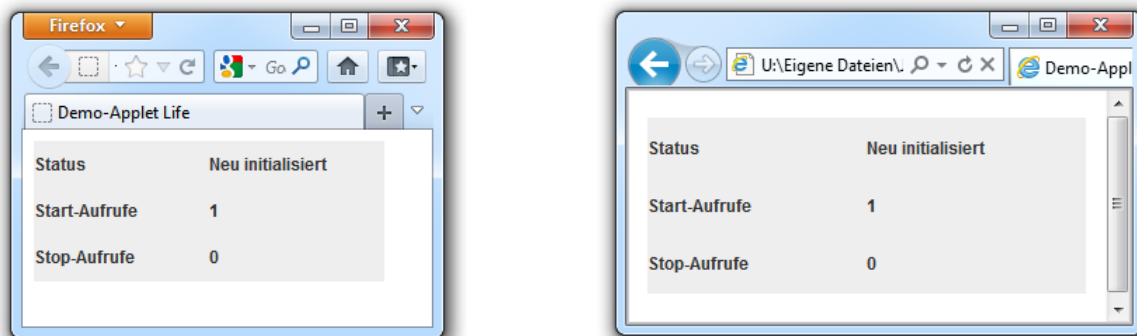 Firefox
Go
Demo-Applet Life
Status Neu initialisiert
Start-Aufrufe 1
Stop-Aufrufe 0
U:\Eigene Dateien\.
Demo-Appl
Status Neu initialisiert
Start-Aufrufe 1
Stop-Aufrufe 0